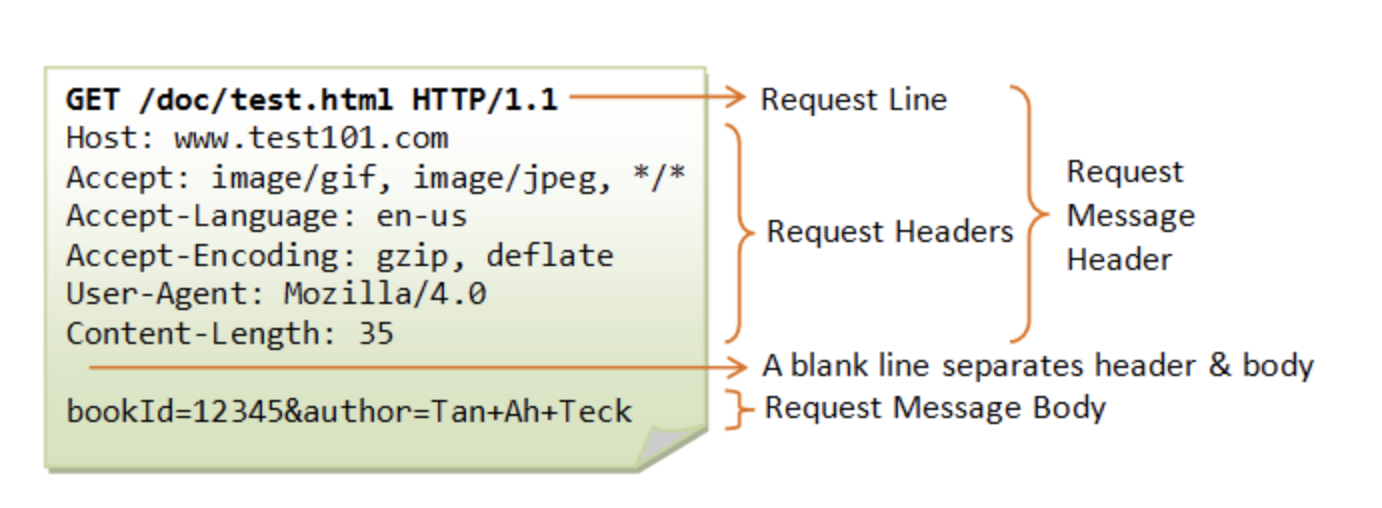 GET /doc/test.html HTTP/1.1
Host: www.test101.com
Accept: image/gif, image/jpeg, */*
Accept-Language: en-us
Accept-Encoding: gzip, deflate
User-Agent: Mozilla/4.0
Content-Length: 35
bookId=12345&author=Tan+Ah+Teck
Request Line
Request Headers
Request
Message
Header
A blank line separates header & body
Request Message Body